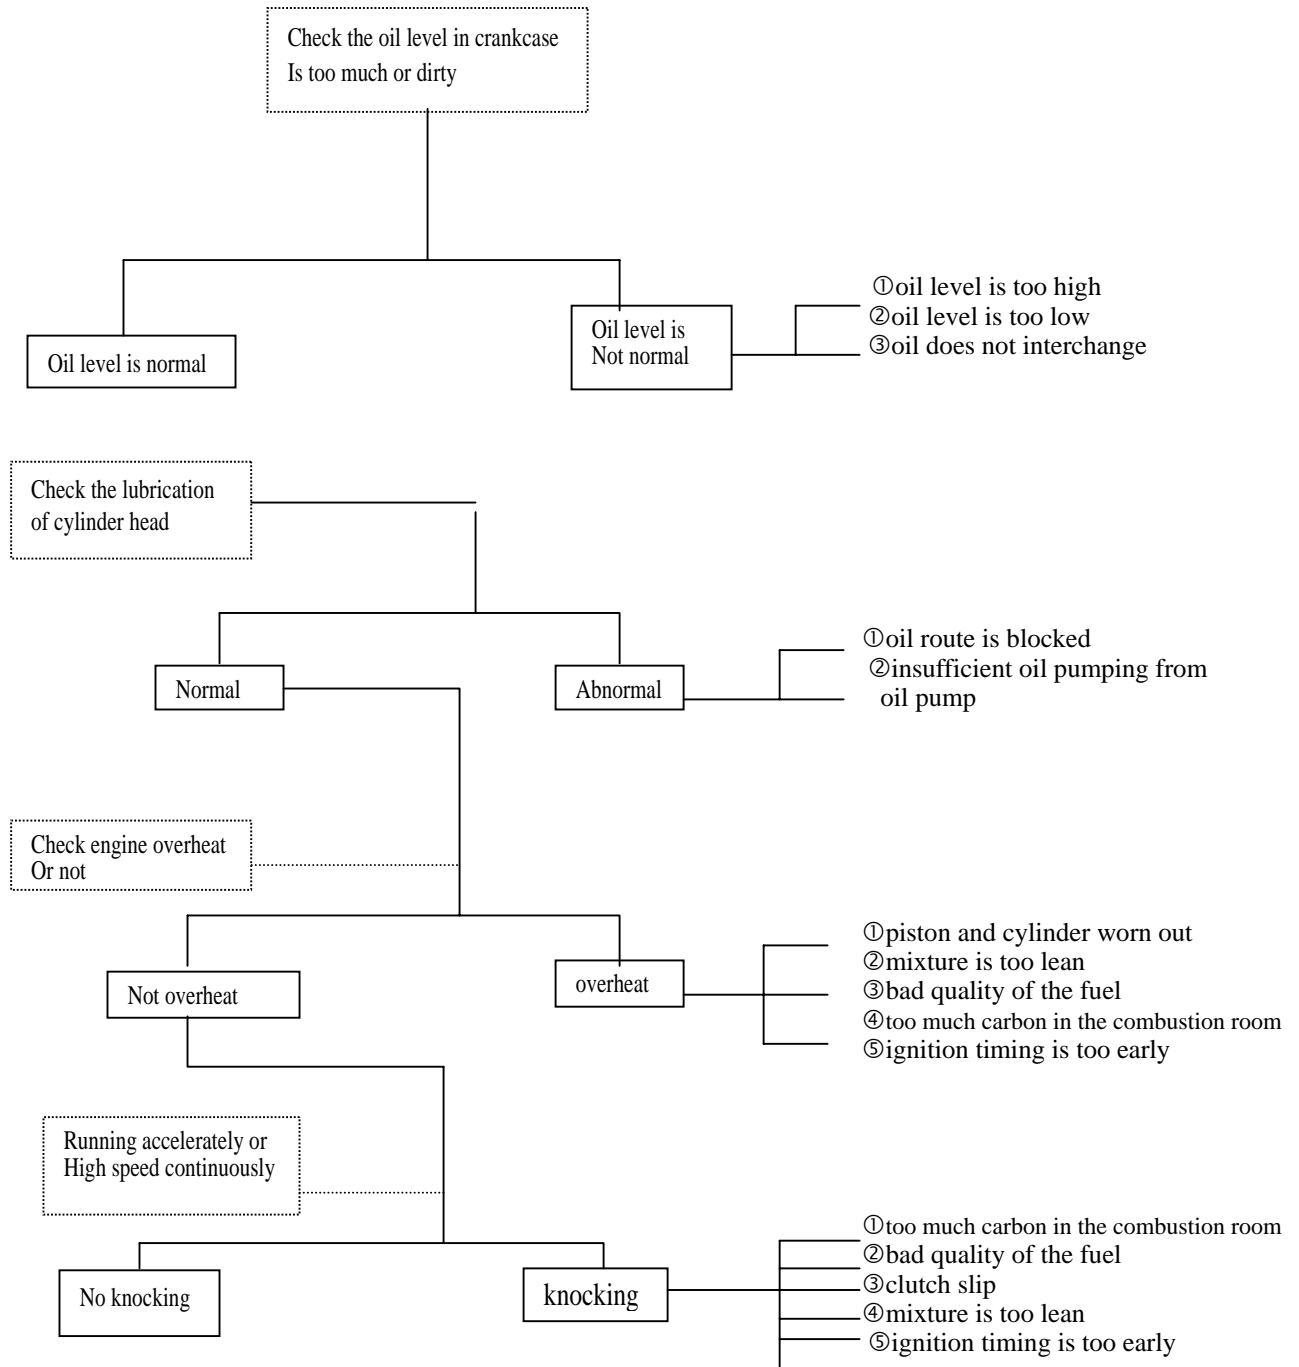 Check the oil level in crankcase
Is too much or dirty
①oil level is too high
②oil level is too low
③oil does not interchange
Oil level is
Not normal
Oil level is normal
Check the lubrication
of cylinder head
①oil route is blocked
②insufficient oil pumping from
oil pump
Normal
Abnormal
Check engine overheat
Or not
①piston and cylinder worn out
②mixture is too lean
③bad quality of the fuel
④too much carbon in the combustion room
⑤ignition timing is too early
Not overheat
overheat
Running accelerately or
High speed continuously
①too much carbon in the combustion room
②bad quality of the fuel
③clutch slip
④mixture is too lean
⑤ignition timing is too early
No knocking
knocking